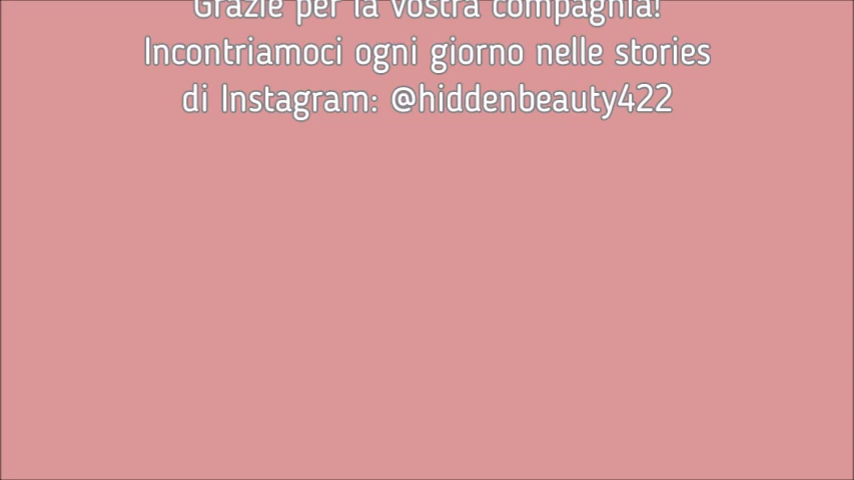 Grazie per la vostra compagnia!
Incontriamoci ogni giorno nelle stories
di Instagram: @hiddenbeauty422